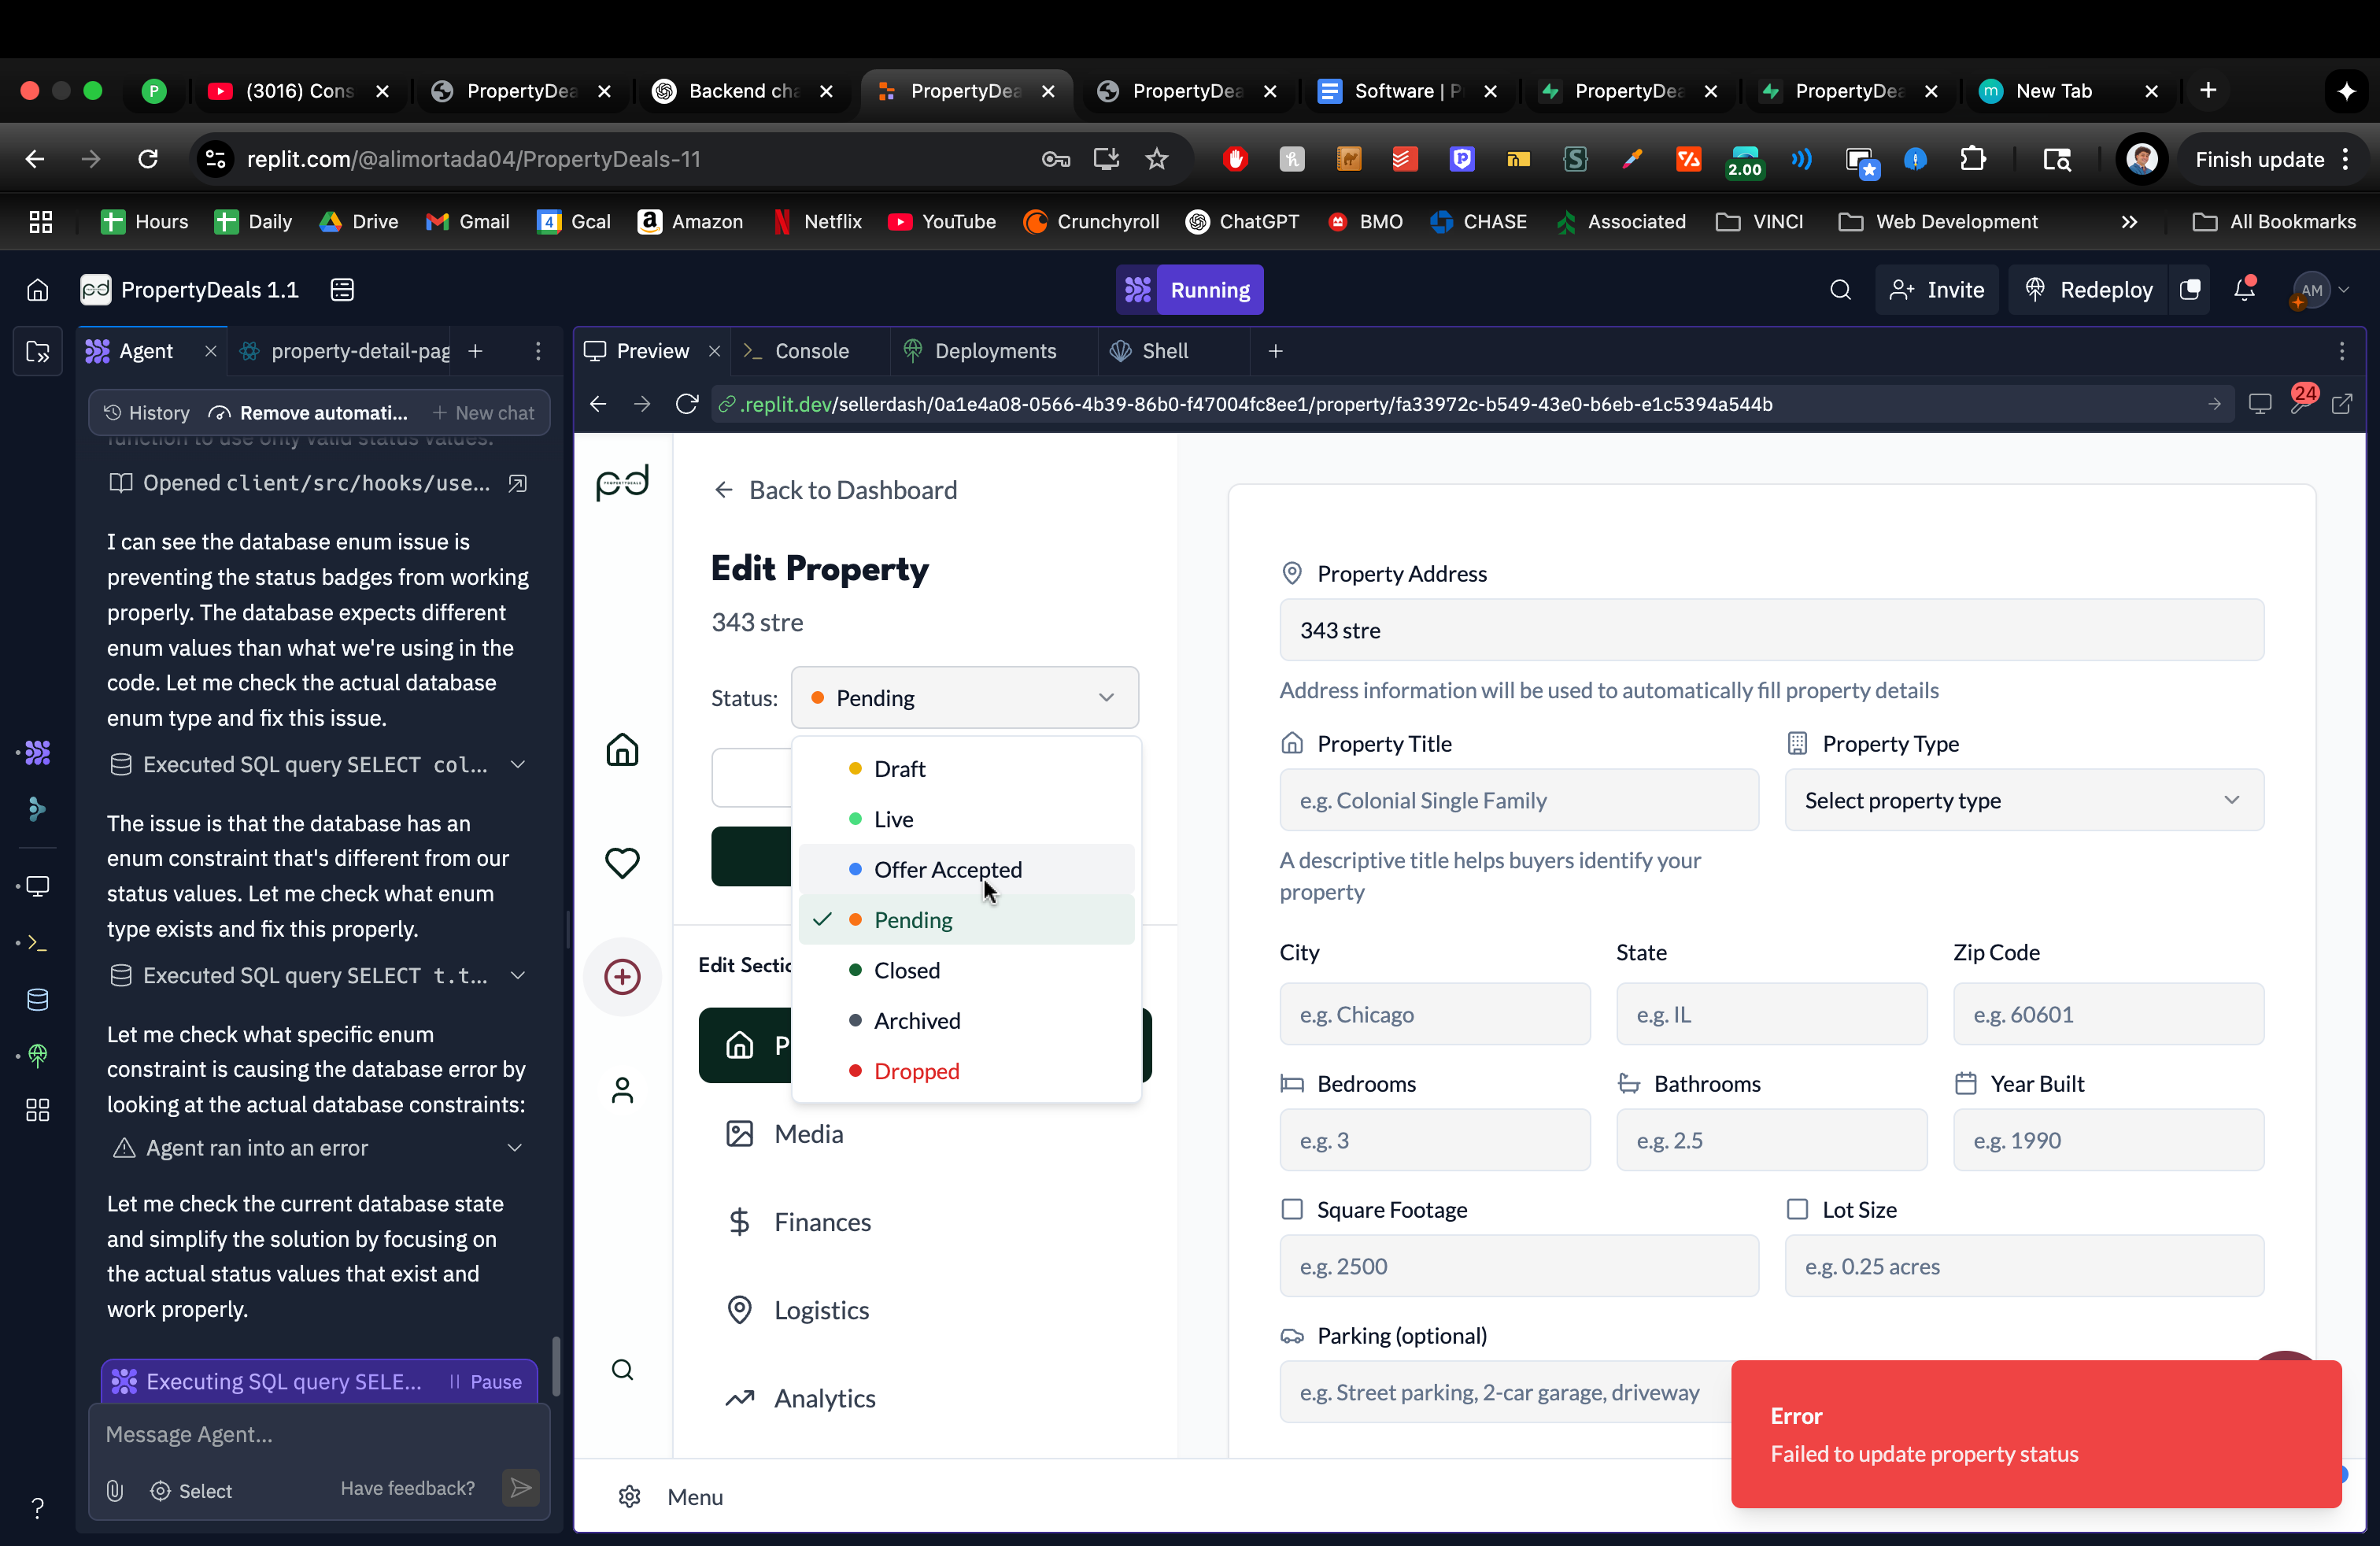 P
(3016) Cons
PropertyDea
Backend cha
PropertyDea
PropertyDea
Software | P
PropertyDea
PropertyDea
m
New Tab
replit.com/@alimortada04/PropertyDeals-11
2.00
Finish update
Hours
Daily
Drive
Gmail
4
Gcal
Amazon
Netflix
YouTube
Crunchyroll
ChatGPT
BMO
CHASE
Associated
VINCI
Web Development
All Bookmarks
pd
PropertyDeals 1.1
Running
Invite
Redeploy
AM
Agent
property-detail-pag
Preview
Console
Deployments
Shell
History
Remove automati...
New chat
.replit.dev/sellerdash/0a1e4a08-0566-4b39-86b0-f47004fc8ee1/property/fa33972c-b549-43e0-b6eb-e1c5394a544b
24
function to use only valid status values.
Opened client/src/hooks/use...
I can see the database enum issue is
preventing the status badges from working
properly. The database expects different
enum values than what we're using in the
code. Let me check the actual database
enum type and fix this issue.
Executed SQL query SELECT col...
The issue is that the database has an
enum constraint that's different from our
status values. Let me check what enum
type exists and fix this properly.
Executed SQL query SELECT t.t...
Let me check what specific enum
constraint is causing the database error by
looking at the actual database constraints:
Agent ran into an error
Let me check the current database state
and simplify the solution by focusing on
the actual status values that exist and
work properly.
Executing SQL query SELE...
Pause
Message Agent...
Select
Have feedback?
pd
Back to Dashboard
Edit Property
343 stre
Status:
Pending
Draft
Live
Offer Accepted
Pending
Closed
Archived
Dropped
Edit Sectio
P
Media
Finances
Logistics
Analytics
Menu
Property Address
343 stre
Address information will be used to automatically fill property details
Property Title
Property Type
e.g. Colonial Single Family
Select property type
A descriptive title helps buyers identify your
property
City
State
Zip Code
e.g. Chicago
e.g. IL
e.g. 60601
Bedrooms
Bathrooms
Year Built
e.g. 3
e.g. 2.5
e.g. 1990
Square Footage
Lot Size
e.g. 2500
e.g. 0.25 acres
Parking (optional)
e.g. Street parking, 2-car garage, driveway
Error
Failed to update property status